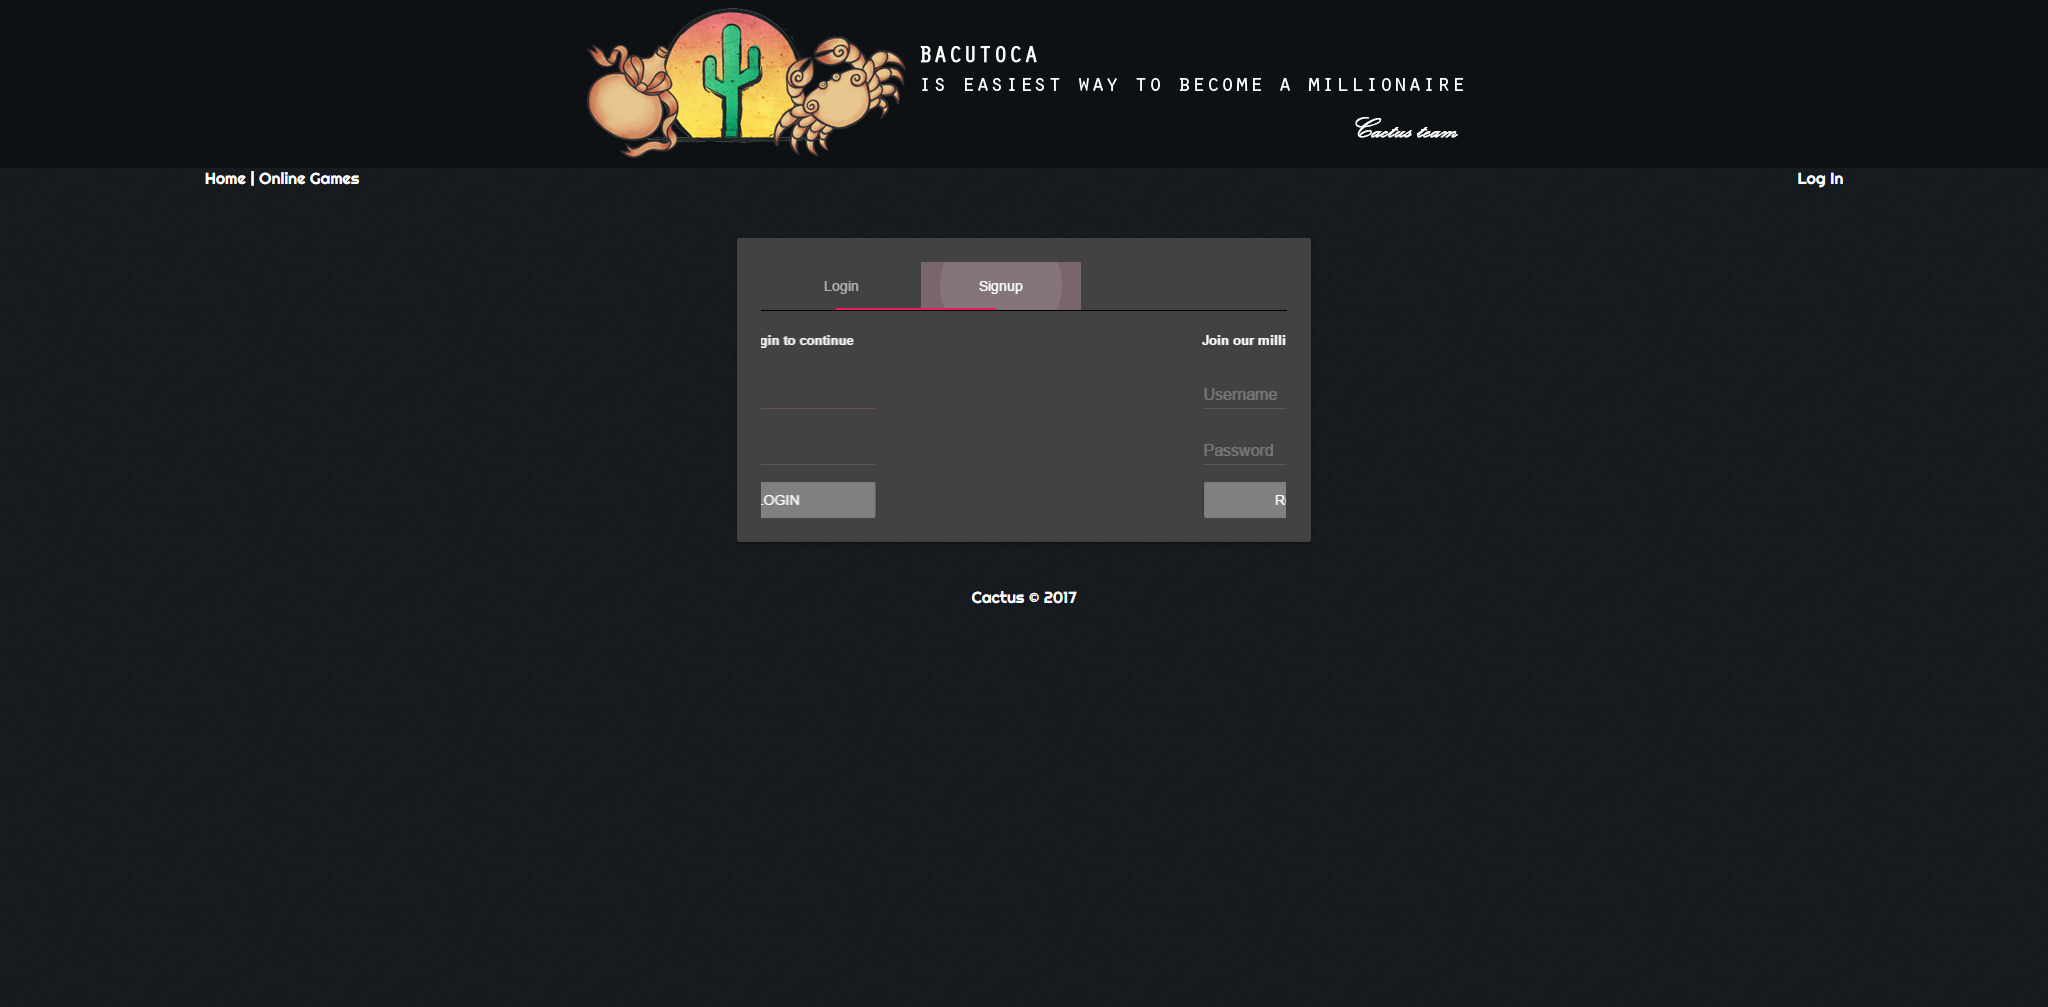 BACUTOCA
IS EASIEST WAY TO BECOME A MILLIONAIRE
Cactus team
Home | Online Games
Log In
Login
Signup
gin to continue
Join our milli
Username
Password
OGIN
R
Cactus © 2017